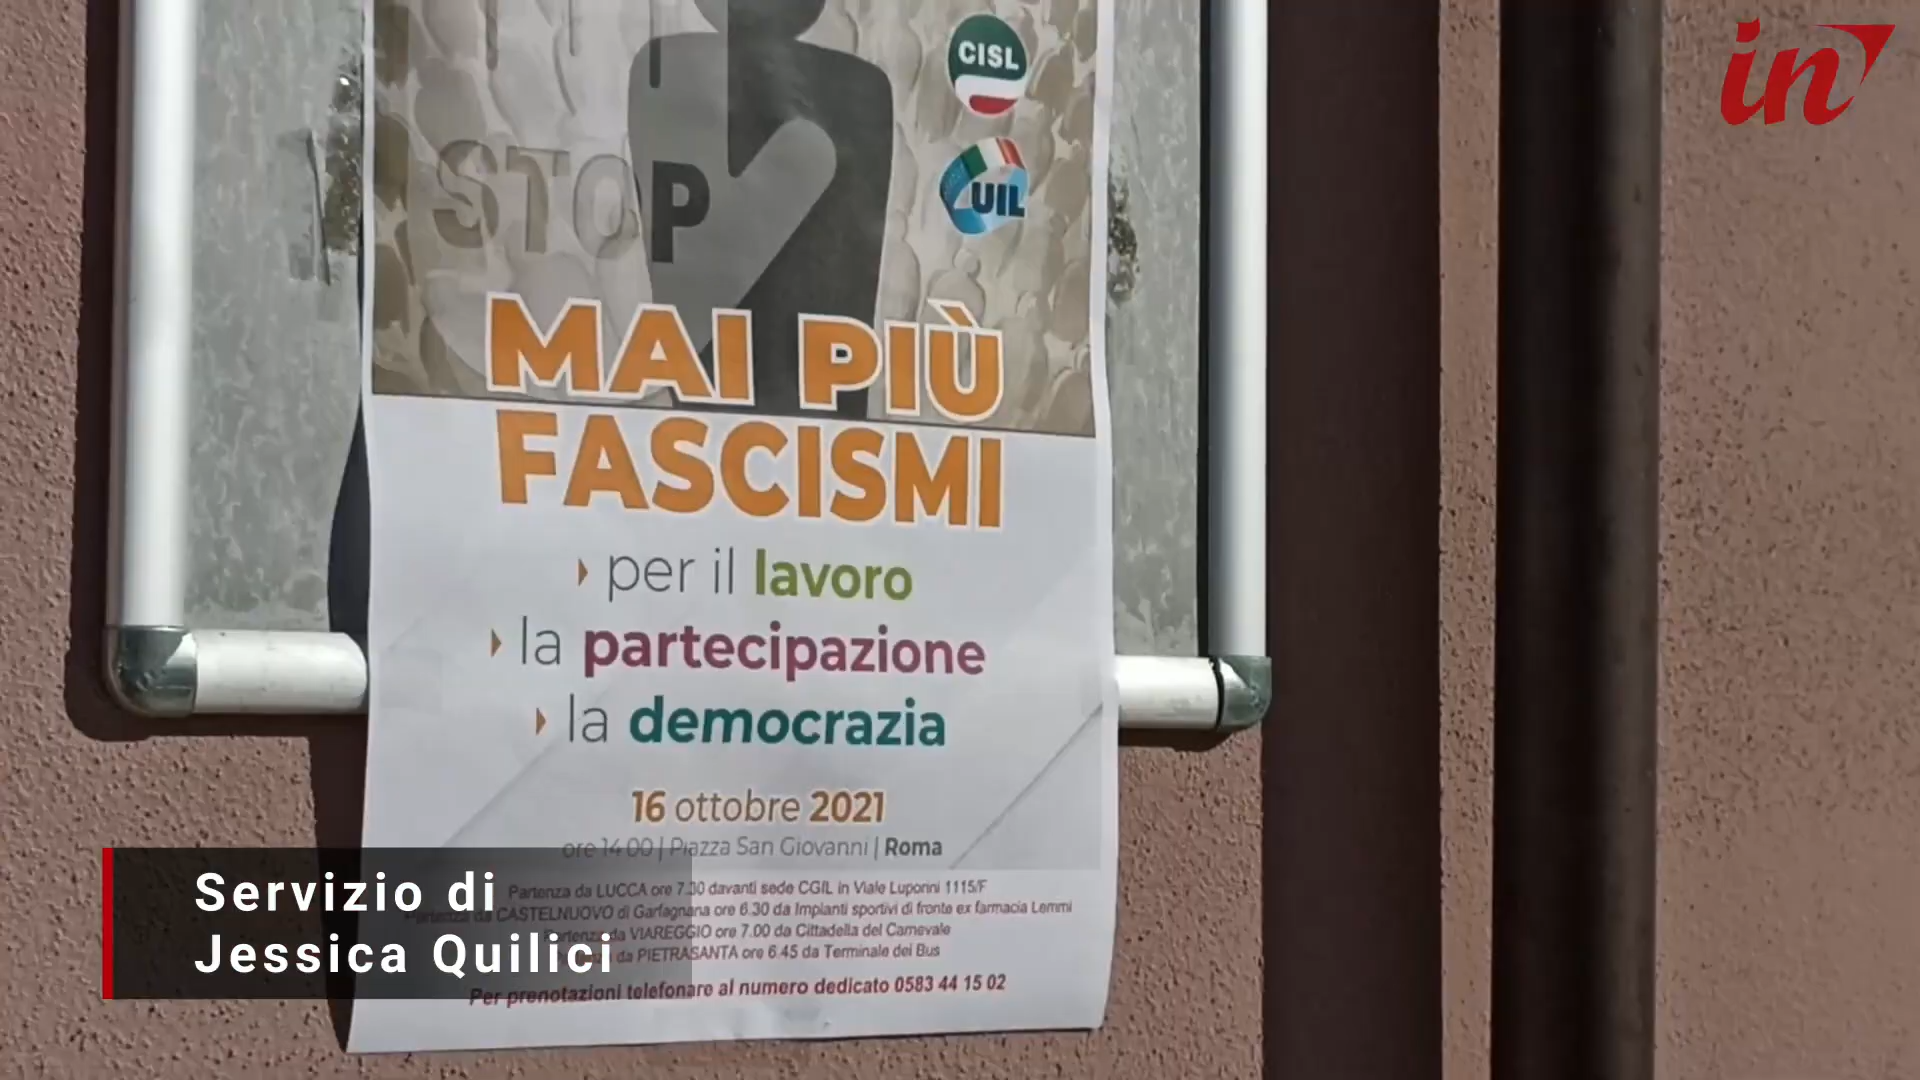 in
CISL
UIL
STOP
MAI PIÙ
FASCISMI
per il lavoro
la partecipazione
la democrazia
16 ottobre 2021
ore 14.00 | Piazza San Giovanni | Roma
Partenza da LUCCA ore 7.30 davanti sede CGIL in Viale Luporini 1115/F
Partenza da CASTELNUOVO di Garfagnana ore 6.30 da Impianti sportivi di fronte ex farmacia Lemmi
Partenza da VIAREGGIO ore 7.00 da Cittadella del Carnevale
da PIETRASANTA ore 6.45 da Terminale dei Bus
Per prenotazioni telefonare al numero dedicato 0583 44 15 02
Servizio di
Jessica Quilici